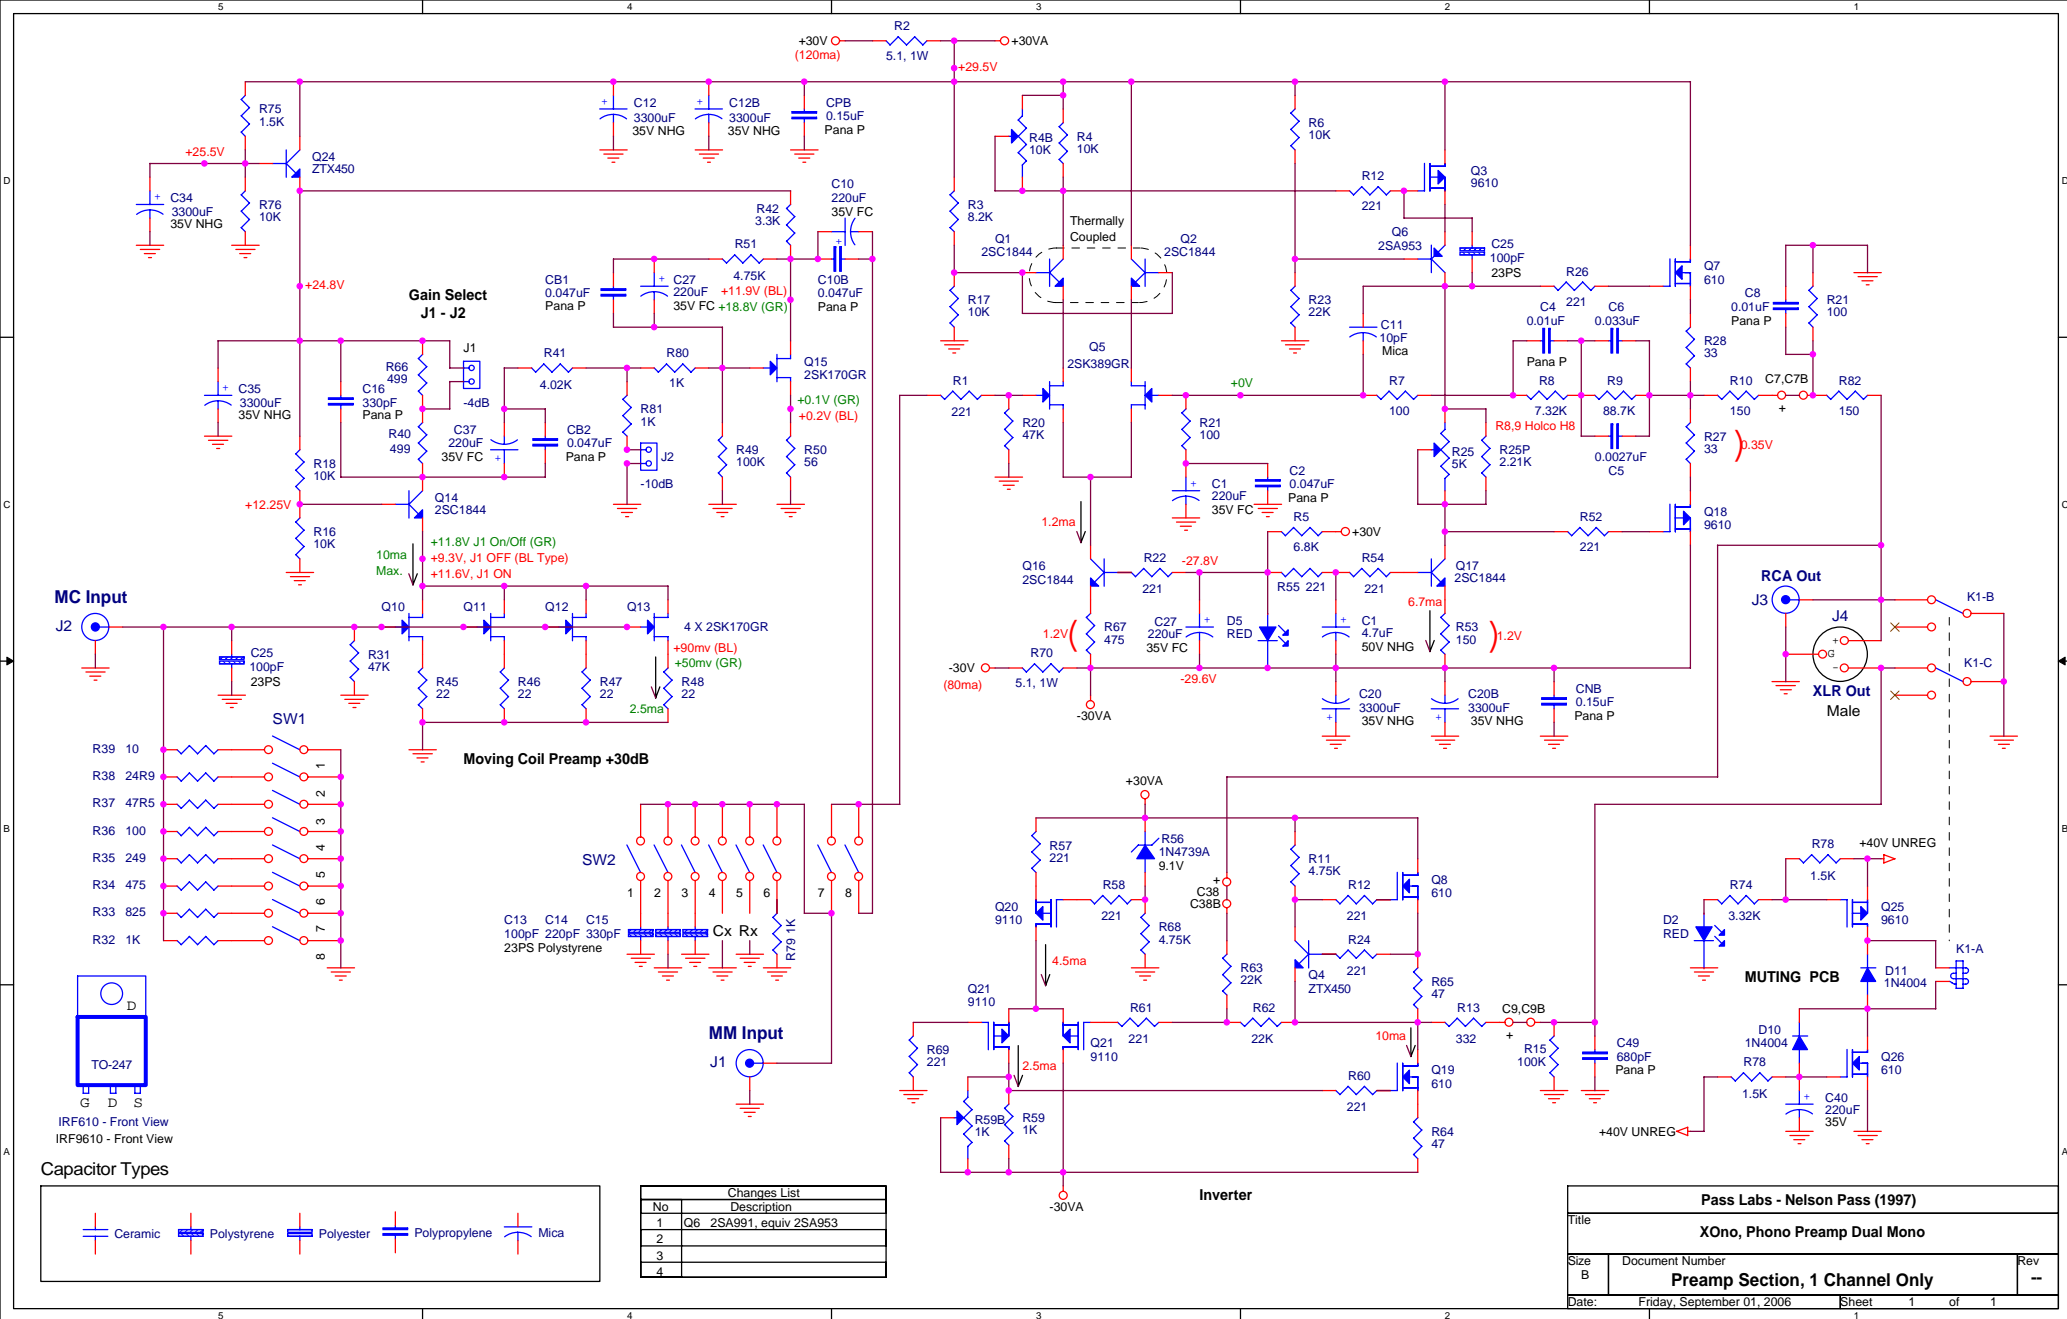 5
4
3
2
1
+30V
(120ma)
R2
5.1, 1W
+30VA
+29.5V
R75
1.5K
C12
3300uF
35V NHG
C12B
3300uF
35V NHG
CPB
0.15uF
Pana P
R4B
10K
R4
10K
R6
10K
+25.5V
Q24
ZTX450
D
D
C34
3300uF
35V NHG
R76
10K
R42
3.3K
C10
220uF
35V FC
R3
8.2K
R12
221
Q3
9610
Thermally
Coupled
Q1
2SC1844
Q2
2SC1844
Q6
2SA953
C25
100pF
23PS
R51
4.75K
+11.9V (BL)
+18.8V (GR)
CB1
0.047uF
Pana P
C27
220uF
35V FC
C10B
0.047uF
Pana P
+24.8V
Gain Select
J1 - J2
R17
10K
R23
22K
R26
221
Q7
610
C8
0.01uF
Pana P
R21
100
C11
10pF
Mica
C4
0.01uF
Pana P
C6
0.033uF
R28
33
R66
499
J1
-4dB
R41
4.02K
R80
1K
Q15
2SK170GR
Q5
2SK389GR
C35
3300uF
35V NHG
C16
330pF
Pana P
R1
221
+0V
R7
100
R8
7.32K
R9
88.7K
R10
150
C7,C7B
+
R82
150
+0.1V (GR)
+0.2V (BL)
R40
499
C37
220uF
35V FC
CB2
0.047uF
Pana P
R81
1K
J2
-10dB
R49
100K
R50
56
R20
47K
R21
100
R8,9 Holco H8
0.0027uF
C5
R27
33
0.35V
R25
5K
R25P
2.21K
R18
10K
+12.25V
Q14
2SC1844
C1
220uF
35V FC
C2
0.047uF
Pana P
C
C
R16
10K
10ma
Max.
+11.8V J1 On/Off (GR)
+9.3V, J1 OFF (BL Type)
+11.6V, J1 ON
1.2ma
R5
6.8K
+30V
R52
221
Q18
9610
Q16
2SC1844
R22
221
-27.8V
R55 221
R54
221
Q17
2SC1844
RCA Out
J3
K1-B
MC Input
J2
Q10
Q11
Q12
Q13
4 X 2SK170GR
+90mv (BL)
+50mv (GR)
1.2V
R67
475
C27
220uF
35V FC
D5
RED
C1
4.7uF
50V NHG
6.7ma
R53
150
1.2V
J4
+
G
-
K1-C
XLR Out
Male
C25
100pF
23PS
R31
47K
R45
22
R46
22
R47
22
R48
22
2.5ma
-30V
(80ma)
R70
5.1, 1W
-29.6V
-30VA
C20
3300uF
35V NHG
C20B
3300uF
35V NHG
CNB
0.15uF
Pana P
SW1
Moving Coil Preamp +30dB
R39 10
R38 24R9
R37 47R5
R36 100
R35 249
R34 475
R33 825
R32 1K
1
2
3
4
5
6
7
8
B
B
SW2
1
2
3
4
5
6
7
8
C13
100pF
C14
220pF
C15
330pF
23PS Polystyrene
Cx
Rx
R79 1K
+30VA
R57
221
R56
1N4739A
9.1V
R58
221
Q20
9110
R68
4.75K
+
C38
C38B
R11
4.75K
R12
221
Q8
610
R24
221
Q4
ZTX450
4.5ma
R63
22K
R65
47
R78
1.5K
+40V UNREG
R74
3.32K
D2
RED
Q25
9610
K1-A
MUTING PCB
D11
1N4004
D
TO-247
G D S
IRF610 - Front View
IRF9610 - Front View
MM Input
J1
Q21
9110
R69
221
Q21
9110
R61
221
R62
22K
R13
332
C9,C9B
+
2.5ma
10ma
R15
100K
C49
680pF
Pana P
D10
1N4004
R78
1.5K
Q26
610
R60
221
Q19
610
R59B
1K
R59
1K
R64
47
C40
220uF
35V
+40V UNREG
A
A
Capacitor Types
Ceramic
Polystyrene
Polyester
Polypropylene
Mica
Changes List
No Description
1 Q6 2SA991, equiv 2SA953
2
3
4
-30VA
Inverter
Pass Labs - Nelson Pass (1997)
Title
XOno, Phono Preamp Dual Mono
Size
B
Document Number
Preamp Section, 1 Channel Only
Rev
--
Date: Friday, September 01, 2006 Sheet 1 of 1
5
4
3
2
1